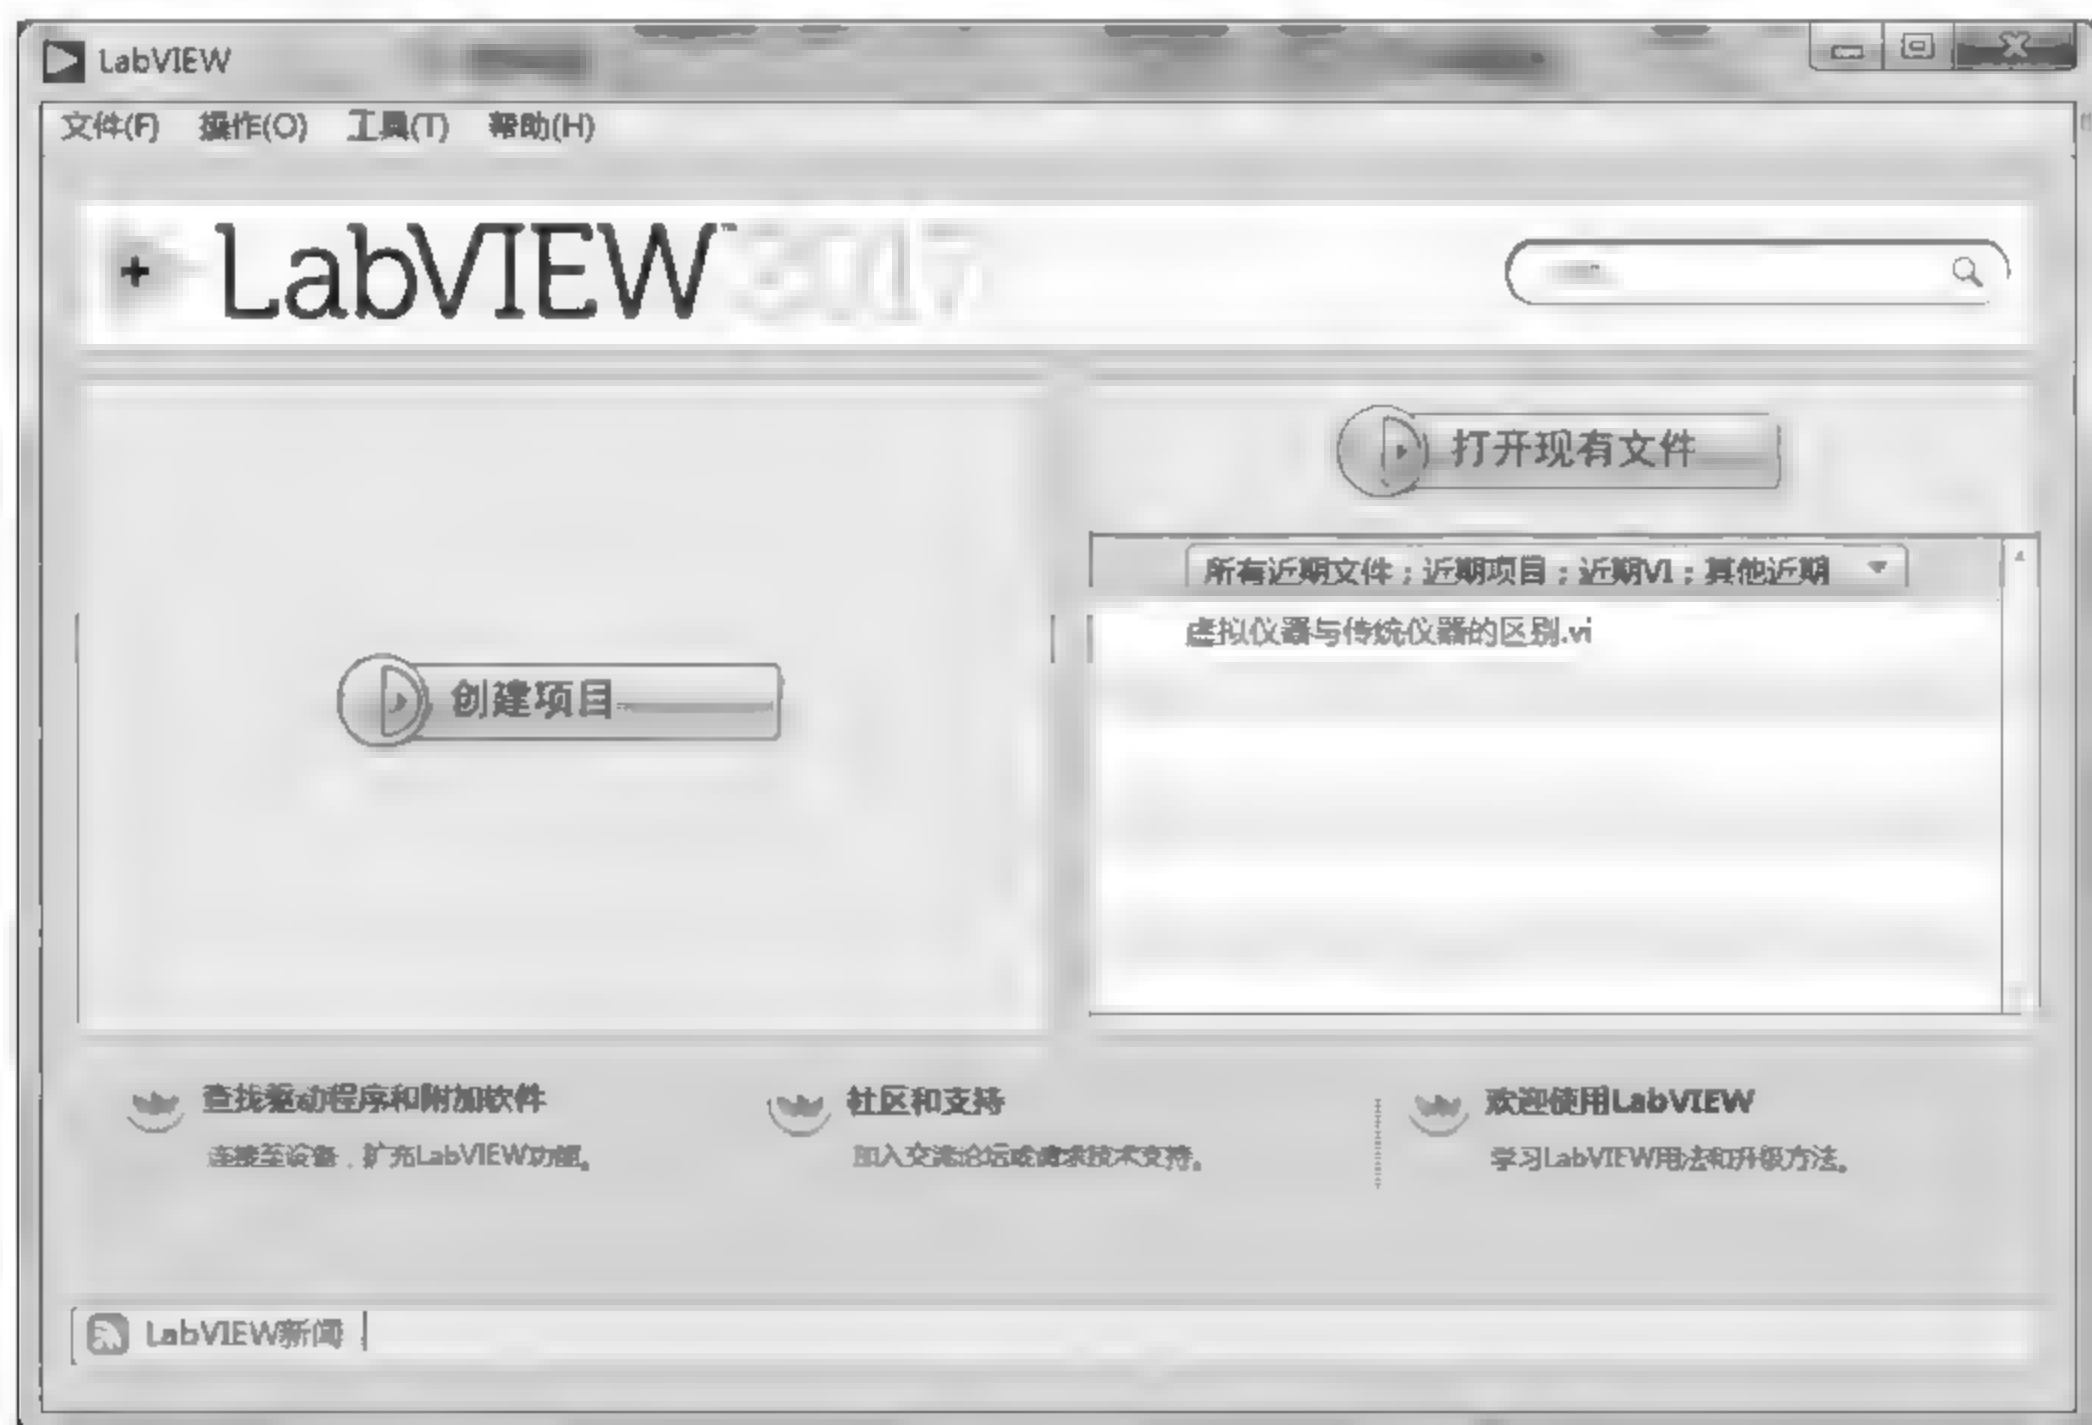 LabVIEW
文件(F) 操作(O) 工具(T) 帮助(H)
LabVIEW™ 2017
打开现有文件
所有近期文件；近期项目；近期VI；其他近期
虚拟仪器与传统仪器的区别.vi
创建项目
查找驱动程序和附加软件
连接至设备，扩充LabVIEW功能。
社区和支持
加入交流论坛或请求技术支持。
欢迎使用LabVIEW
学习LabVIEW用法和升级方法。
LabVIEW新闻